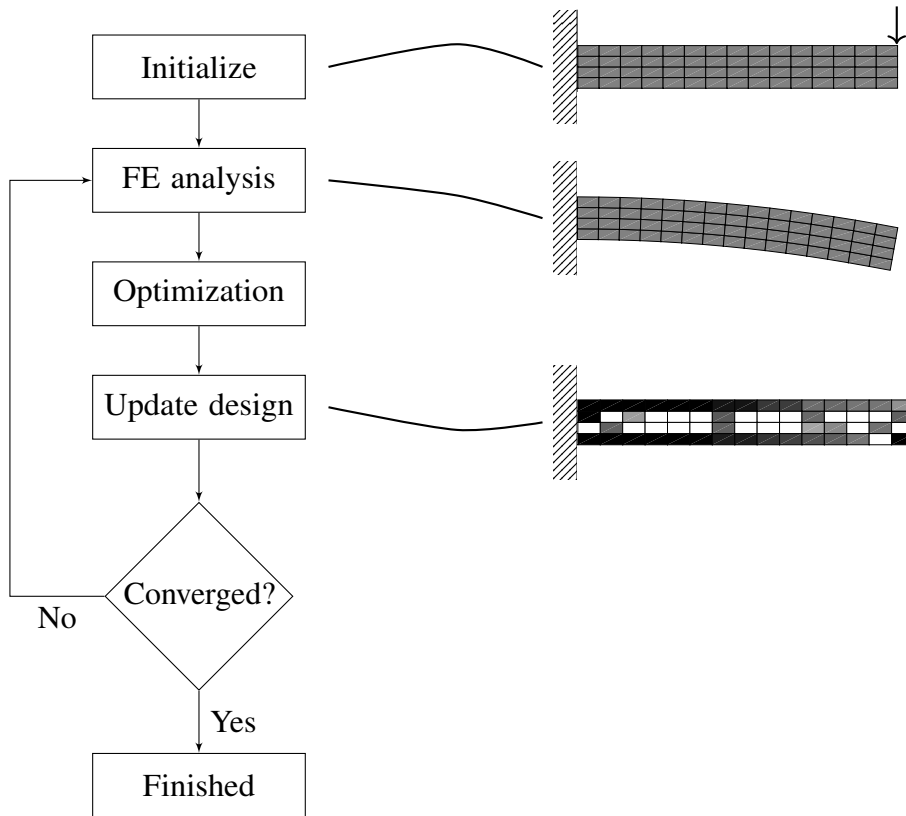 Initialize
FE analysis
Optimization
Update design
Converged?
No
Yes
Finished